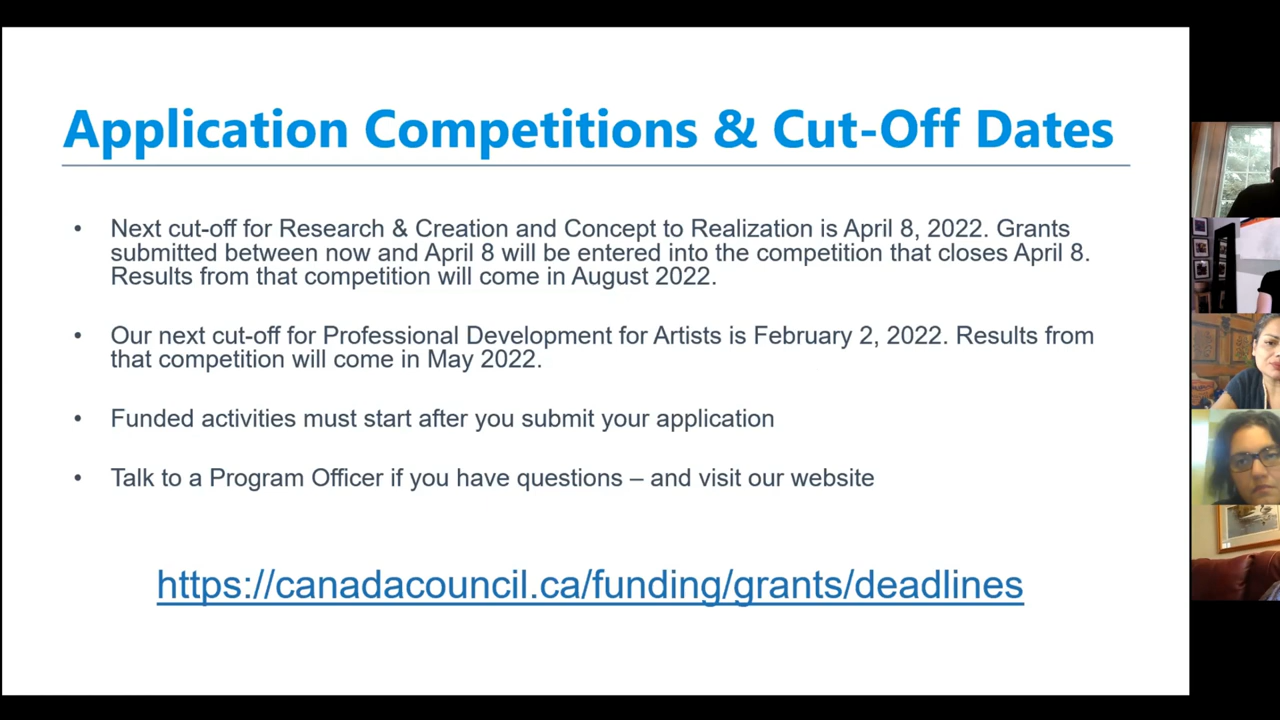 Application Competitions & Cut-Off Dates
• Next cut-off for Research & Creation and Concept to Realization is April 8, 2022. Grants
submitted between now and April 8 will be entered into the competition that closes April 8.
Results from that competition will come in August 2022.
• Our next cut-off for Professional Development for Artists is February 2, 2022. Results from
that competition will come in May 2022.
• Funded activities must start after you submit your application
• Talk to a Program Officer if you have questions – and visit our website
https://canadacouncil.ca/funding/grants/deadlines